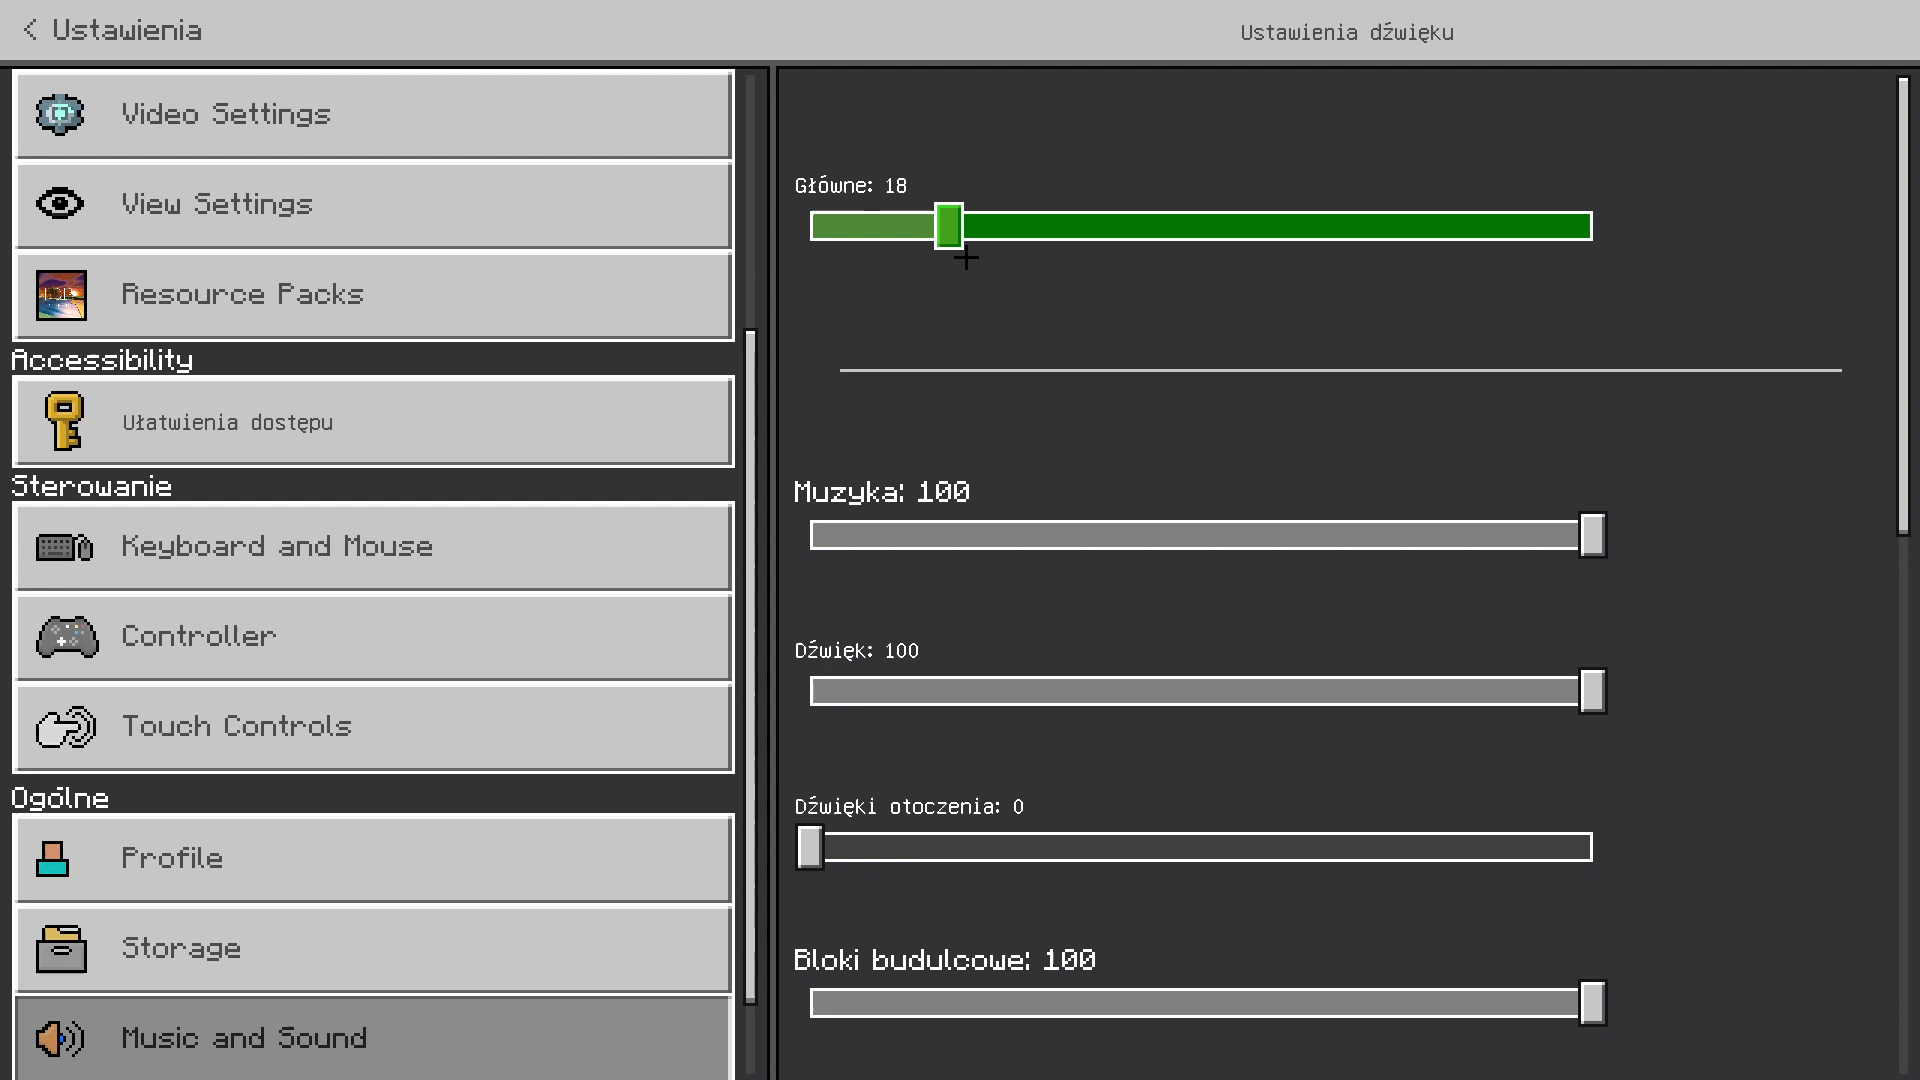 Ustawienia
Ustawienia dźwięku
Video Settings
View Settings
Resource Packs
Accessibility
Ułatwienia dostępu
Sterowanie
Keyboard and Mouse
Controller
Touch Controls
Ogólne
Profile
Storage
Music and Sound
Główne: 18
Muzyka: 100
Dźwięk: 100
Dźwięki otoczenia: 0
Bloki budulcowe: 100